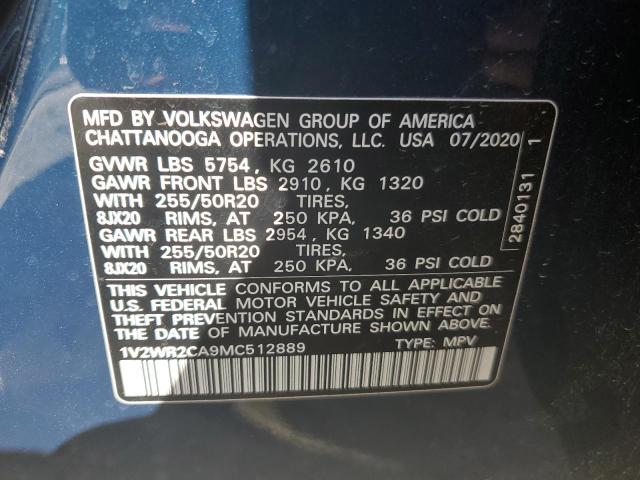 MFD BY VOLKSWAGEN GROUP OF AMERICA
CHATTANOOGA OPERATIONS, LLC. USA 07/2020
GVWR LBS 5754, KG 2610
GAWR FRONT LBS 2910, KG 1320
WITH 255/50R20 TIRES,
8JX20 RIMS, AT 250 KPA, 36 PSI COLD
GAWR REAR LBS 2954, KG 1340
WITH 255/50R20 TIRES,
8JX20 RIMS, AT 250 KPA, 36 PSI COLD
THIS VEHICLE CONFORMS TO ALL APPLICABLE
U.S. FEDERAL MOTOR VEHICLE SAFETY AND
THEFT PREVENTION STANDARDS IN EFFECT ON
THE DATE OF MANUFACTURE SHOWN ABOVE.
1V2WR2CA9MC512889 TYPE: MPV
2840131 1